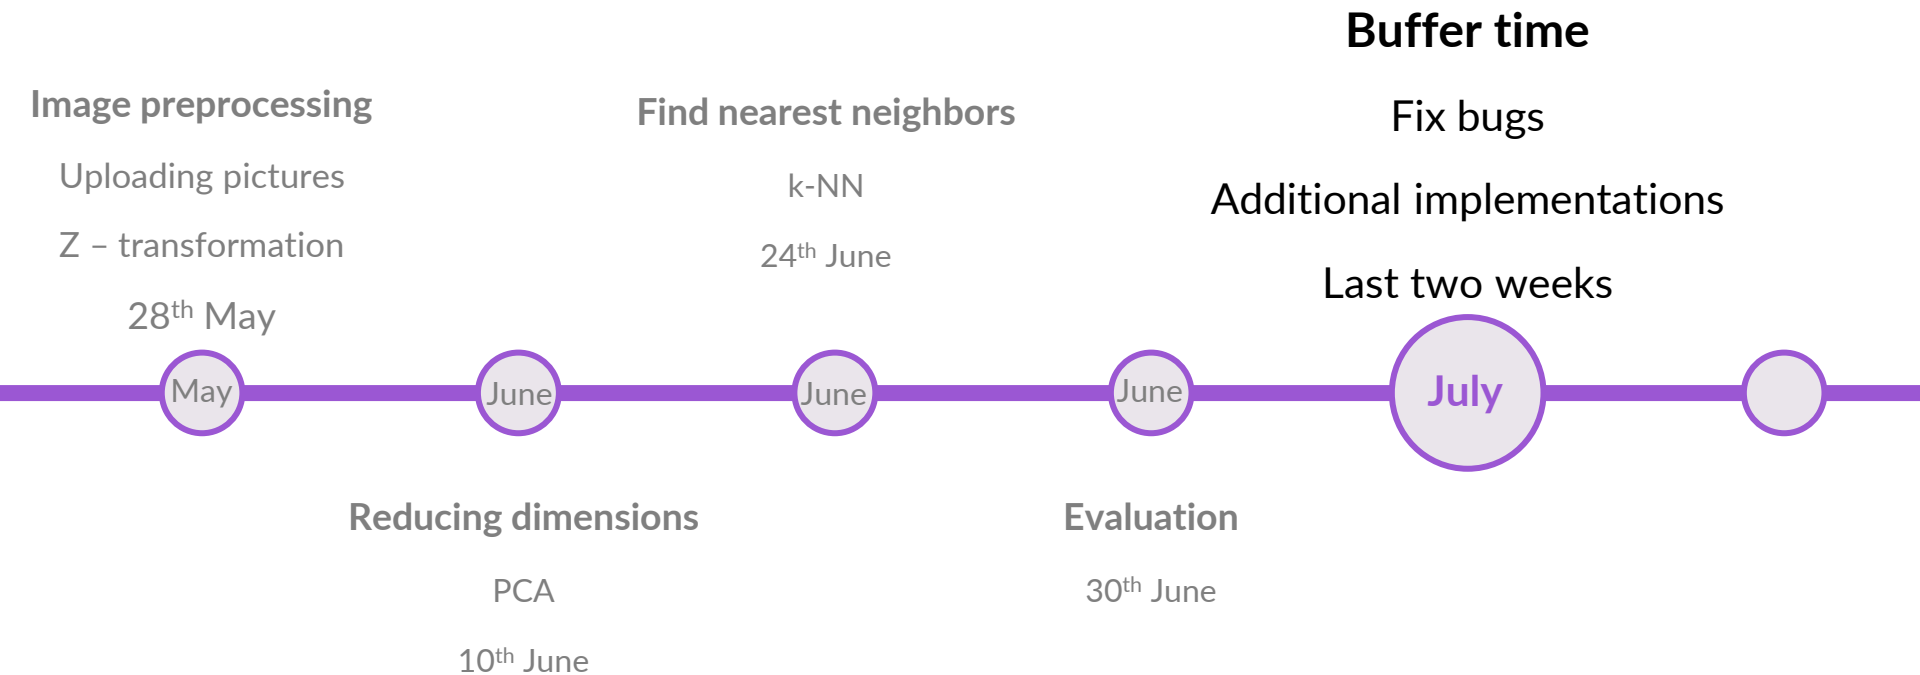 Image preprocessing
Uploading pictures
Z – transformation
28th May
May
Reducing dimensions
PCA
10th June
June
Find nearest neighbors
k-NN
24th June
June
Evaluation
30th June
June
Buffer time
Fix bugs
Additional implementations
Last two weeks
July